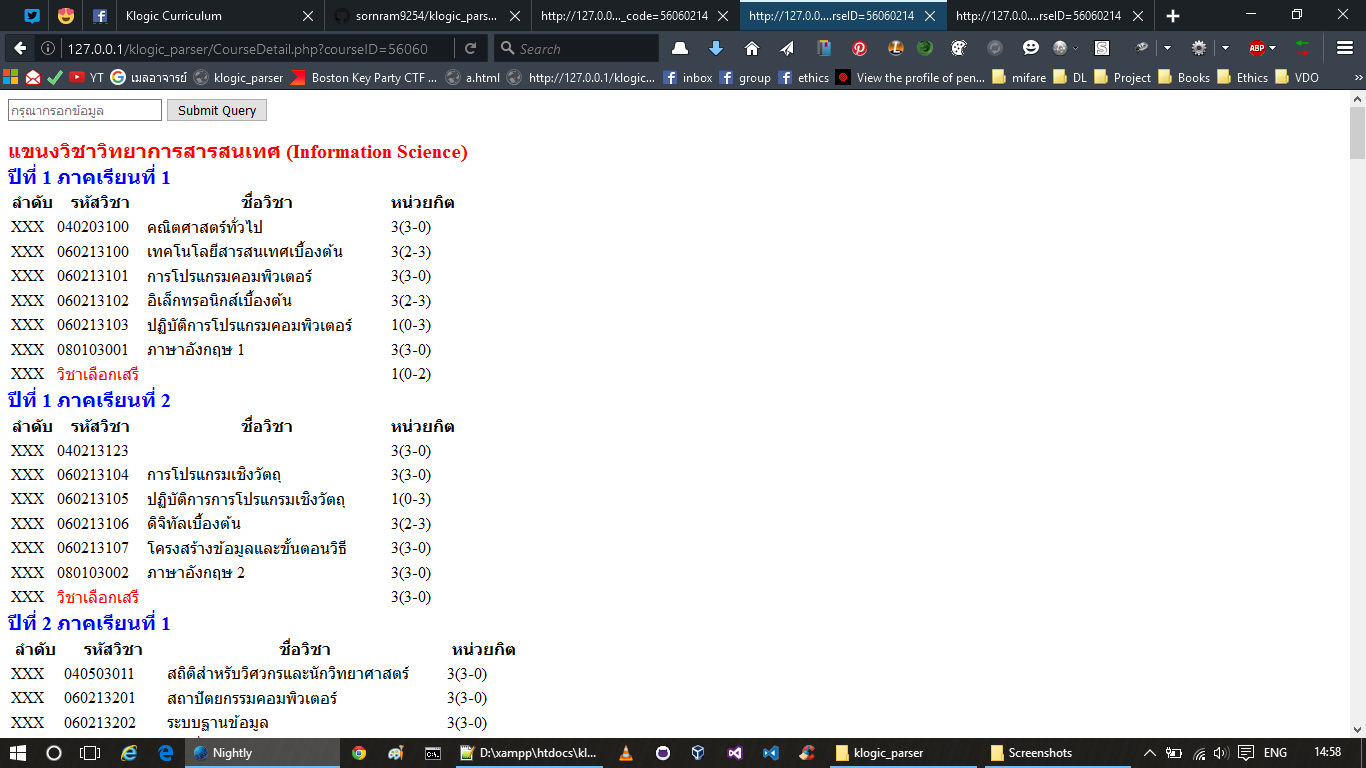 Klogic Curriculum
sornram9254/klogic_pars...
http://127.0.0..._code=56060214
http://127.0.0....rseID=56060214
http://127.0.0....rseID=56060214
127.0.0.1/klogic_parser/CourseDetail.php?courseID=56060
Search
YT เมลอาจารย์ klogic_parser Boston Key Party CTF ... a.html http://127.0.0.1/klogic... inbox group ethics View the profile of pen... mifare DL Project Books Ethics VDO
กรุณากรอกข้อมูล Submit Query
แขนงวิชาวิทยาการสารสนเทศ (Information Science)
ปีที่ 1 ภาคเรียนที่ 1
ลำดับ รหัสวิชา ชื่อวิชา หน่วยกิต
XXX 040203100 คณิตศาสตร์ทั่วไป 3(3-0)
XXX 060213100 เทคโนโลยีสารสนเทศเบื้องต้น 3(2-3)
XXX 060213101 การโปรแกรมคอมพิวเตอร์ 3(3-0)
XXX 060213102 อิเล็กทรอนิกส์เบื้องต้น 3(2-3)
XXX 060213103 ปฏิบัติการโปรแกรมคอมพิวเตอร์ 1(0-3)
XXX 080103001 ภาษาอังกฤษ 1 3(3-0)
XXX วิชาเลือกเสรี 1(0-2)
ปีที่ 1 ภาคเรียนที่ 2
ลำดับ รหัสวิชา ชื่อวิชา หน่วยกิต
XXX 040213123 3(3-0)
XXX 060213104 การโปรแกรมเชิงวัตถุ 3(3-0)
XXX 060213105 ปฏิบัติการการโปรแกรมเชิงวัตถุ 1(0-3)
XXX 060213106 ดิจิทัลเบื้องต้น 3(2-3)
XXX 060213107 โครงสร้างข้อมูลและขั้นตอนวิธี 3(3-0)
XXX 080103002 ภาษาอังกฤษ 2 3(3-0)
XXX วิชาเลือกเสรี 3(3-0)
ปีที่ 2 ภาคเรียนที่ 1
ลำดับ รหัสวิชา ชื่อวิชา หน่วยกิต
XXX 040503011 สถิติสำหรับวิศวกรและนักวิทยาศาสตร์ 3(3-0)
XXX 060213201 สถาปัตยกรรมคอมพิวเตอร์ 3(3-0)
XXX 060213202 ระบบฐานข้อมูล 3(3-0)
Nightly D:\xampp\htdocs\kl... klogic_parser Screenshots ENG 14:58